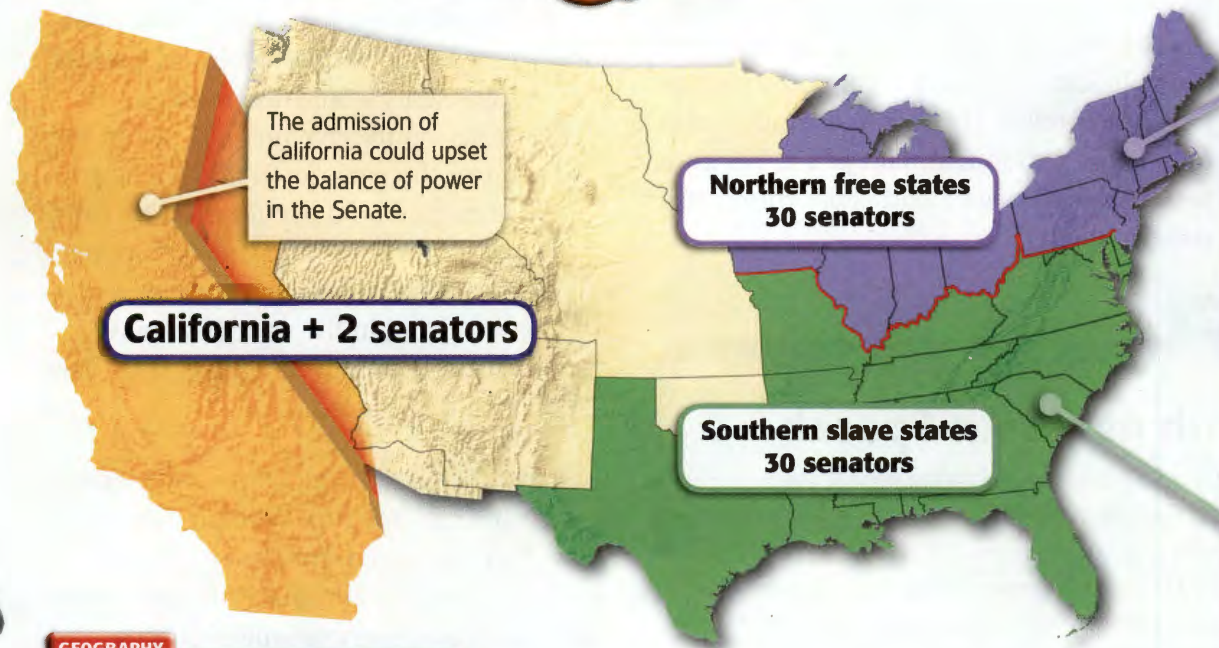 The admission of
California could upset
the balance of power
in the Senate.
Northern free states
30 senators
California + 2 senators
Southern slave states
30 senators
GEOGRAPHY